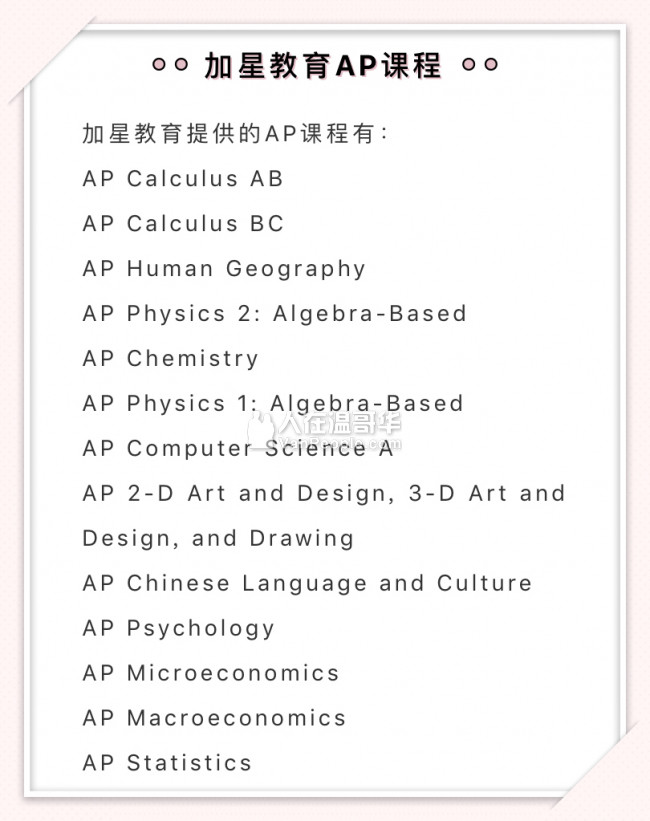 加星教育AP课程
加星教育提供的AP课程有：
AP Calculus AB
AP Calculus BC
AP Human Geography
AP Physics 2: Algebra-Based
AP Chemistry
AP Physics 1: Algebra-Based
人在温哥华
VanPeople.com
AP Computer Science A
AP 2-D Art and Design, 3-D Art and
Design, and Drawing
AP Chinese Language and Culture
AP Psychology
AP Microeconomics
AP Macroeconomics
AP Statistics